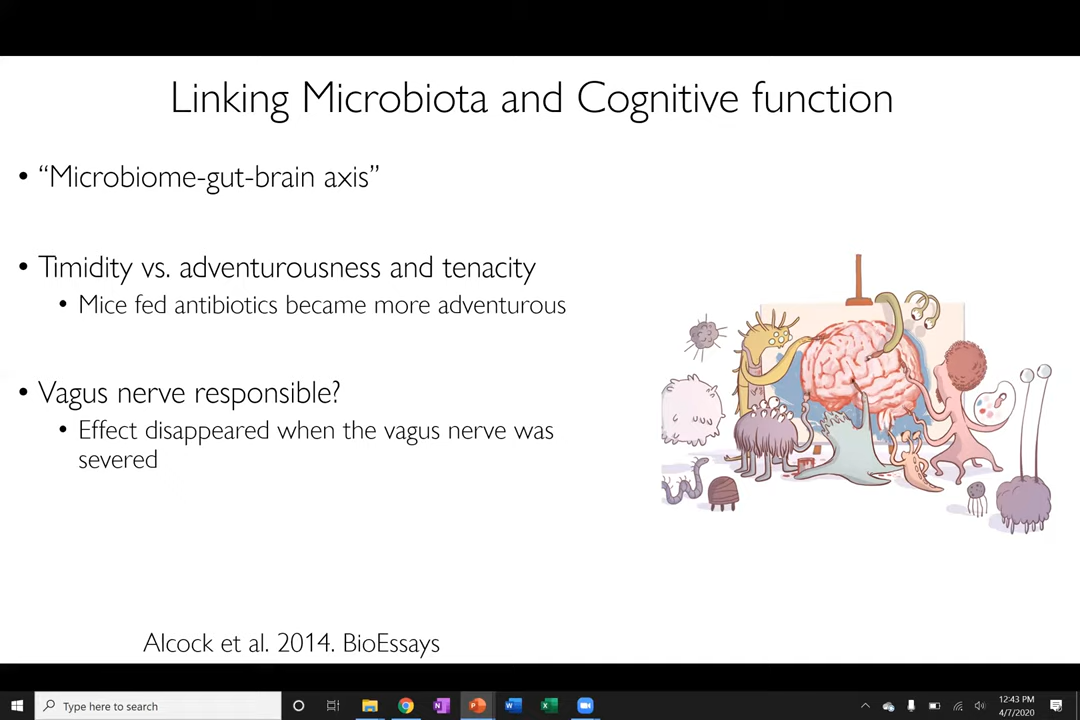 Linking Microbiota and Cognitive function
• “Microbiome-gut-brain axis”
• Timidity vs. adventurousness and tenacity
• Mice fed antibiotics became more adventurous
• Vagus nerve responsible?
• Effect disappeared when the vagus nerve was
severed
Alcock et al. 2014. BioEssays
Type here to search
12:43 PM
4/7/2020